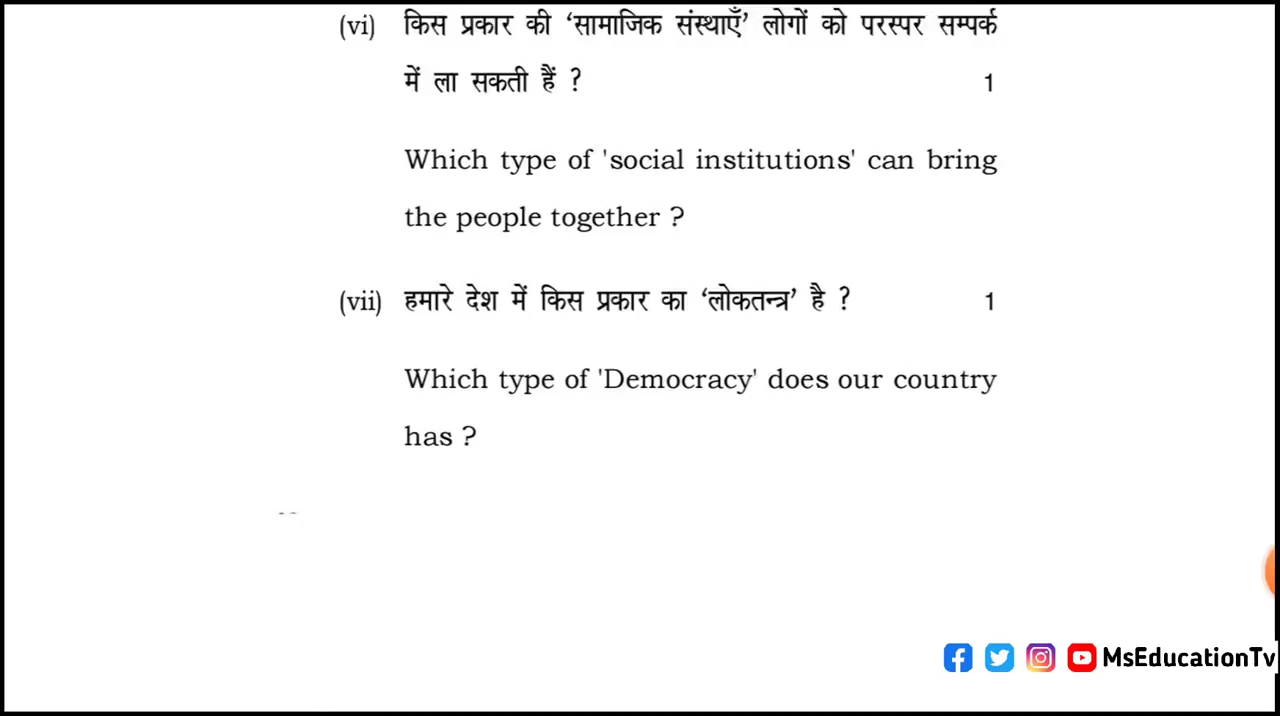 (vi) किस प्रकार की ‘सामाजिक संस्थाएँ’ लोगों को परस्पर सम्पर्क
में ला सकती हैं ? 1
Which type of 'social institutions' can bring
the people together ?
(vii) हमारे देश में किस प्रकार का ‘लोकतन्त्र’ है ? 1
Which type of 'Democracy' does our country
has ?
MsEducationTv